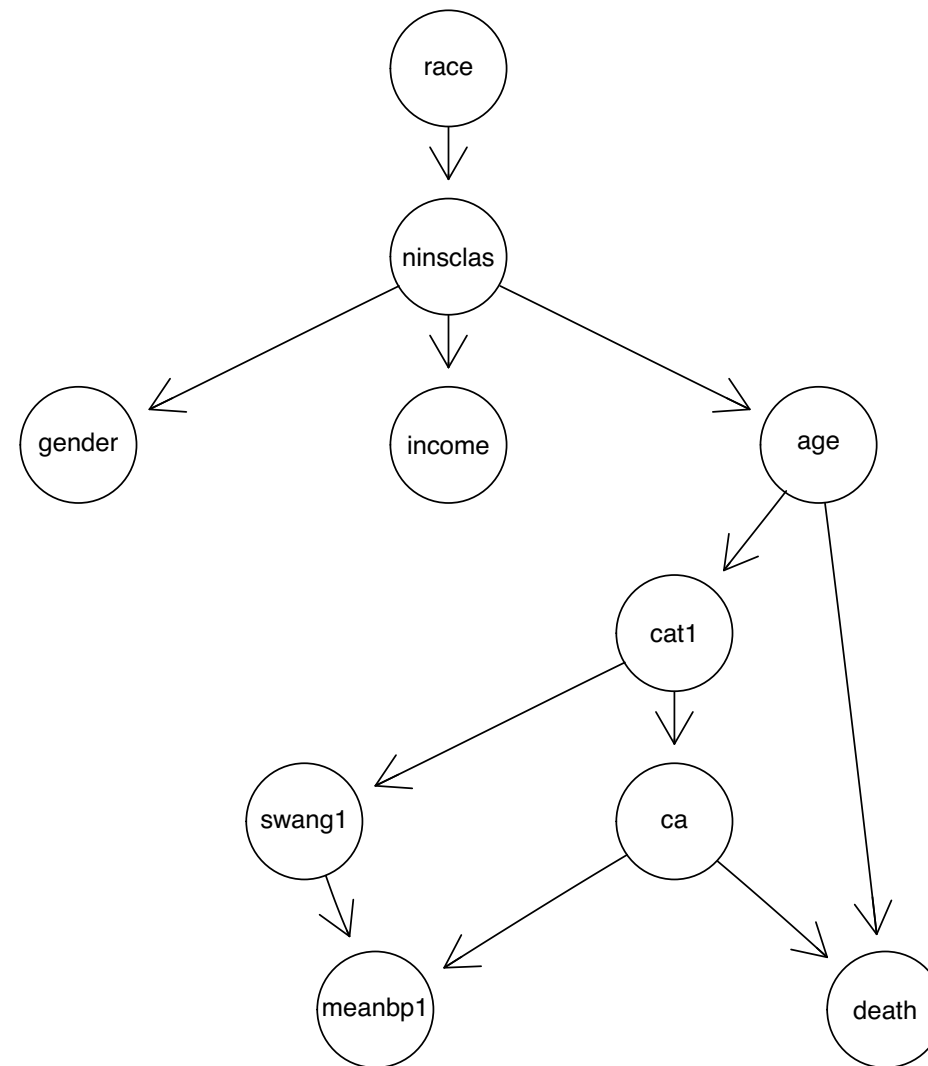 race
ninsclas
gender
income
age
cat1
swang1
ca
meanbp1
death